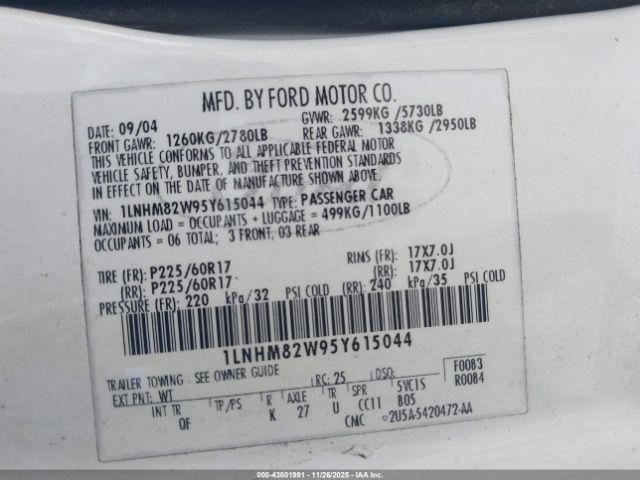 MFD. BY FORD MOTOR CO.
DATE: 09/04 GVWR: 2599KG /5730LB
FRONT GAWR: 1260KG/2780LB REAR GAWR: 1338KG /2950LB
THIS VEHICLE CONFORMS TO ALL APPLICABLE FEDERAL MOTOR
VEHICLE SAFETY, BUMPER, AND THEFT PREVENTION STANDARDS
IN EFFECT ON THE DATE OF MANUFACTURE SHOWN ABOVE.
VIN: 1LNHM82W95Y615044 TYPE: PASSENGER CAR
MAXIMUM LOAD = OCCUPANTS + LUGGAGE = 499KG/1100LB
OCCUPANTS = 06 TOTAL; 3 FRONT, 03 REAR
TIRE (FR): P225/60R17 RIMS (FR): 17X7.0J
(RR): P225/60R17 (RR): 17X7.0J
PRESSURE (FR): 220 kPa/32 PSI COLD (RR): 240 kPa/35 PSI COLD
1LNHM82W95Y615044
TRAILER TOWING - SEE OWNER GUIDE
EXT PNT: WT RC: 25 DSO: F0083
R0084
INT TR TP/PS R AXLE TR SPR 5YC15
OF K 27 U CC11 B05
CMC 2U5A-5420472-AA
000-43801991 - 11/26/2025 - IAAI.com